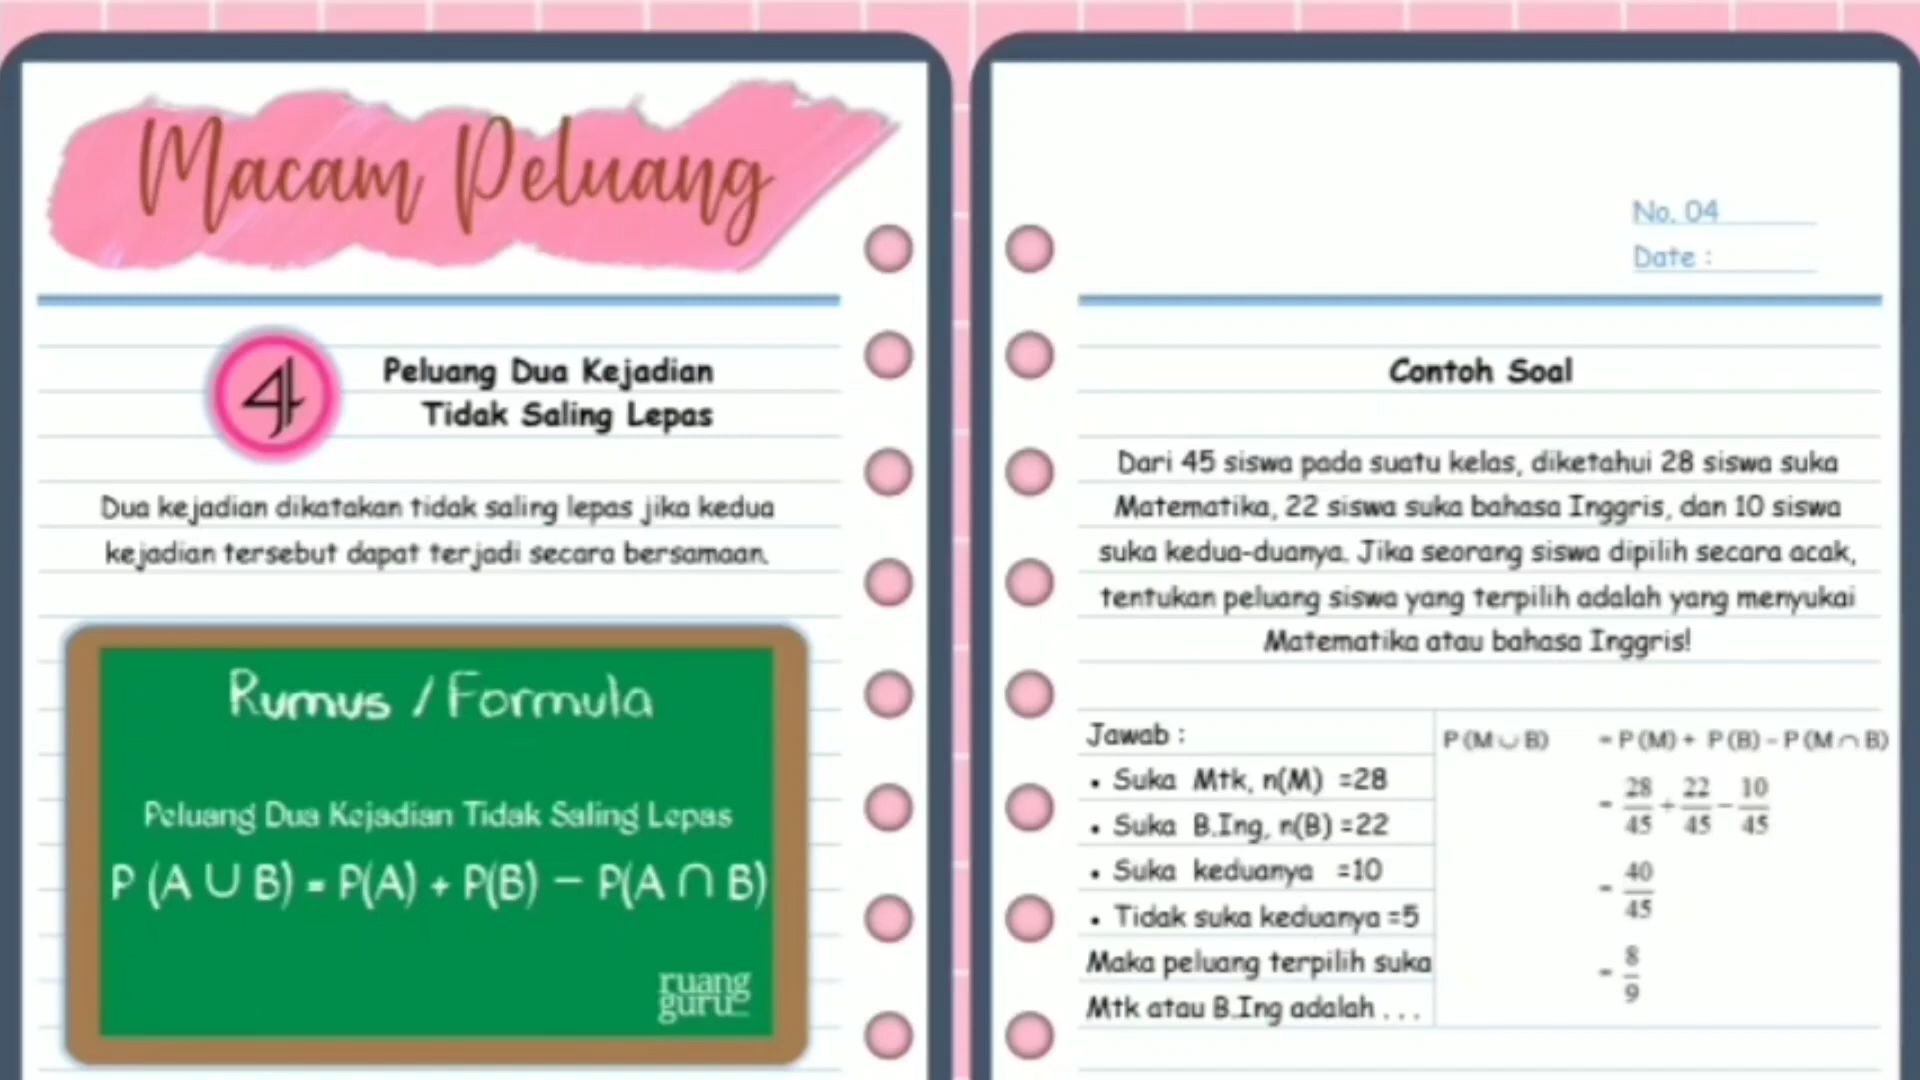 Macam Peluang
4
Peluang Dua Kejadian
Tidak Saling Lepas
Dua kejadian dikatakan tidak saling lepas jika kedua
kejadian tersebut dapat terjadi secara bersamaan.
Rumus / Formula
Peluang Dua Kejadian Tidak Saling Lepas
P (A ∪ B) = P(A) + P(B) − P(A ∩ B)
ruang
guru
No. 04
Date :
Contoh Soal
Dari 45 siswa pada suatu kelas, diketahui 28 siswa suka
Matematika, 22 siswa suka bahasa Inggris, dan 10 siswa
suka kedua-duanya. Jika seorang siswa dipilih secara acak,
tentukan peluang siswa yang terpilih adalah yang menyukai
Matematika atau bahasa Inggris!
Jawab :
• Suka Mtk, n(M) =28
• Suka B.Ing, n(B) =22
• Suka keduanya =10
• Tidak suka keduanya =5
Maka peluang terpilih suka
Mtk atau B.Ing adalah . . .
P (M ∪ B) = P (M) + P (B) − P (M ∩ B)
= 28/45 + 22/45 − 10/45
= 40/45
= 8/9